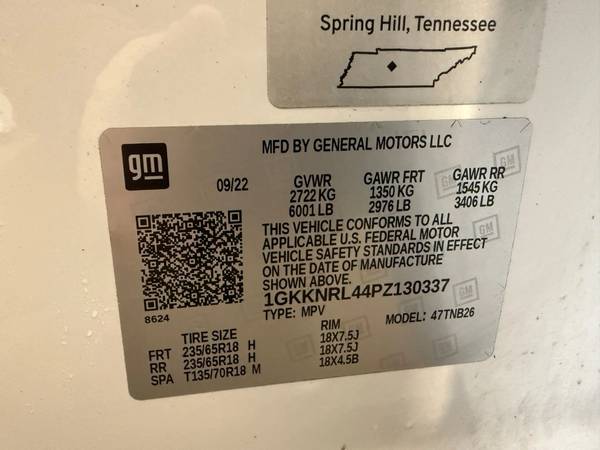 Spring Hill, Tennessee
gm
MFD BY GENERAL MOTORS LLC
09/22 GVWR GAWR FRT GAWR RR
2722 KG 1350 KG 1545 KG
6001 LB 2976 LB 3406 LB
THIS VEHICLE CONFORMS TO ALL
APPLICABLE U.S. FEDERAL MOTOR
VEHICLE SAFETY STANDARDS IN EFFECT
ON THE DATE OF MANUFACTURE
SHOWN ABOVE.
1GKKNRL44PZ130337
8624
TYPE: MPV MODEL: 47TNB26
TIRE SIZE RIM
FRT 235/65R18 H 18X7.5J
RR 235/65R18 H 18X7.5J
SPA T135/70R18 M 18X4.5B